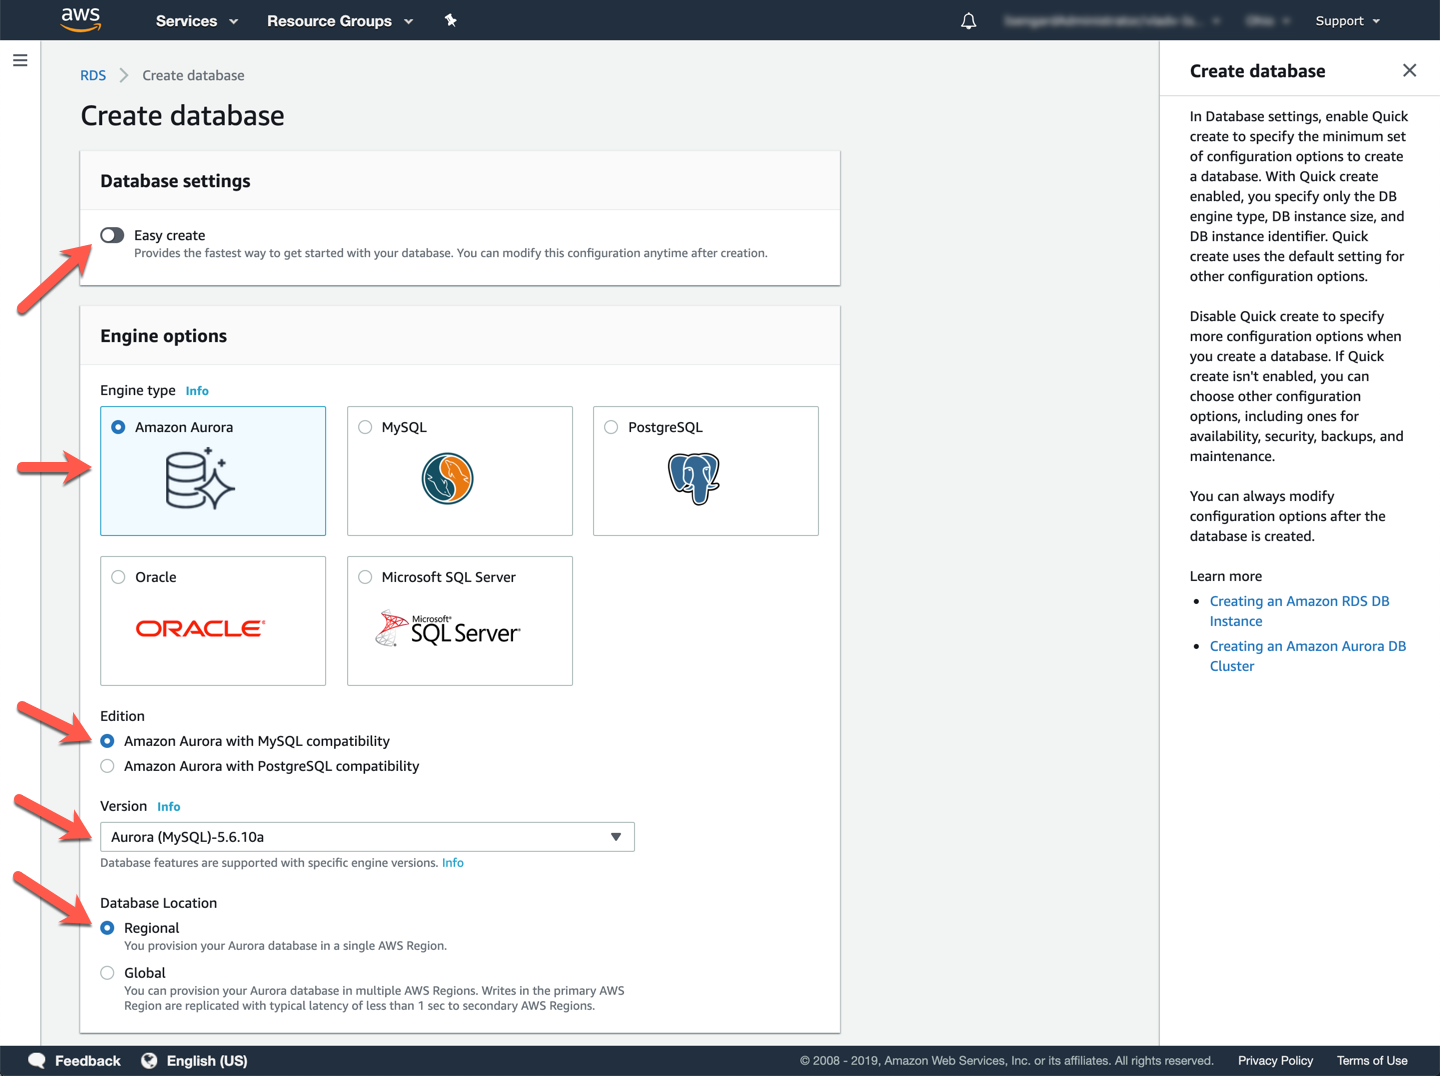 aws
Services
Resource Groups
Support
RDS
Create database
Create database
Database settings
Easy create
Provides the fastest way to get started with your database. You can modify this configuration anytime after creation.
Engine options
Engine type Info
Amazon Aurora
MySQL
PostgreSQL
Oracle
ORACLE
Microsoft SQL Server
Microsoft
SQL Server
Edition
Amazon Aurora with MySQL compatibility
Amazon Aurora with PostgreSQL compatibility
Version Info
Aurora (MySQL)-5.6.10a
Database features are supported with specific engine versions. Info
Database Location
Regional
You provision your Aurora database in a single AWS Region.
Global
You can provision your Aurora database in multiple AWS Regions. Writes in the primary AWS
Region are replicated with typical latency of less than 1 sec to secondary AWS Regions.
Create database
In Database settings, enable Quick
create to specify the minimum set
of configuration options to create
a database. With Quick create
enabled, you specify only the DB
engine type, DB instance size, and
DB instance identifier. Quick
create uses the default setting for
other configuration options.
Disable Quick create to specify
more configuration options when
you create a database. If Quick
create isn't enabled, you can
choose other configuration
options, including ones for
availability, security, backups, and
maintenance.
You can always modify
configuration options after the
database is created.
Learn more
Creating an Amazon RDS DB
Instance
Creating an Amazon Aurora DB
Cluster
Feedback
English (US)
© 2008 - 2019, Amazon Web Services, Inc. or its affiliates. All rights reserved.
Privacy Policy
Terms of Use